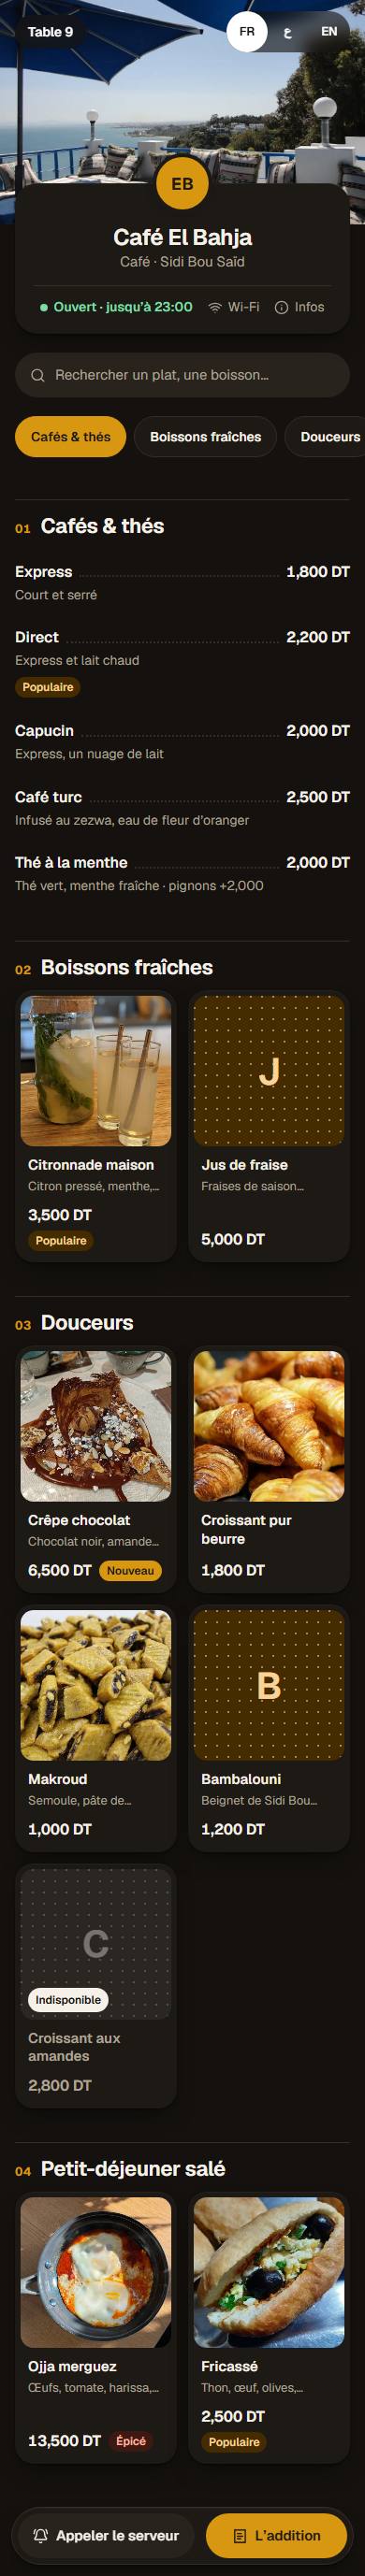 Table 9
FR ع EN
EB
Café El Bahja
Café · Sidi Bou Saïd
Ouvert · jusqu’à 23:00 Wi-Fi Infos
Rechercher un plat, une boisson…
Cafés & thés Boissons fraîches Douceurs
01 Cafés & thés
Express 1,800 DT
Court et serré
Direct 2,200 DT
Express et lait chaud
Populaire
Capucin 2,000 DT
Express, un nuage de lait
Café turc 2,500 DT
Infusé au zezwa, eau de fleur d’oranger
Thé à la menthe 2,000 DT
Thé vert, menthe fraîche · pignons +2,000
02 Boissons fraîches
J
Citronnade maison
Citron pressé, menthe,…
3,500 DT
Populaire
Jus de fraise
Fraises de saison…
5,000 DT
03 Douceurs
Crêpe chocolat
Chocolat noir, amande…
6,500 DT Nouveau
Croissant pur
beurre
1,800 DT
Makroud
Semoule, pâte de…
1,000 DT
B
Bambalouni
Beignet de Sidi Bou…
1,200 DT
C
Indisponible
Croissant aux
amandes
2,800 DT
04 Petit-déjeuner salé
Ojja merguez
Œufs, tomate, harissa,…
13,500 DT Épicé
Fricassé
Thon, œuf, olives,…
2,500 DT
Populaire
Appeler le serveur L’addition